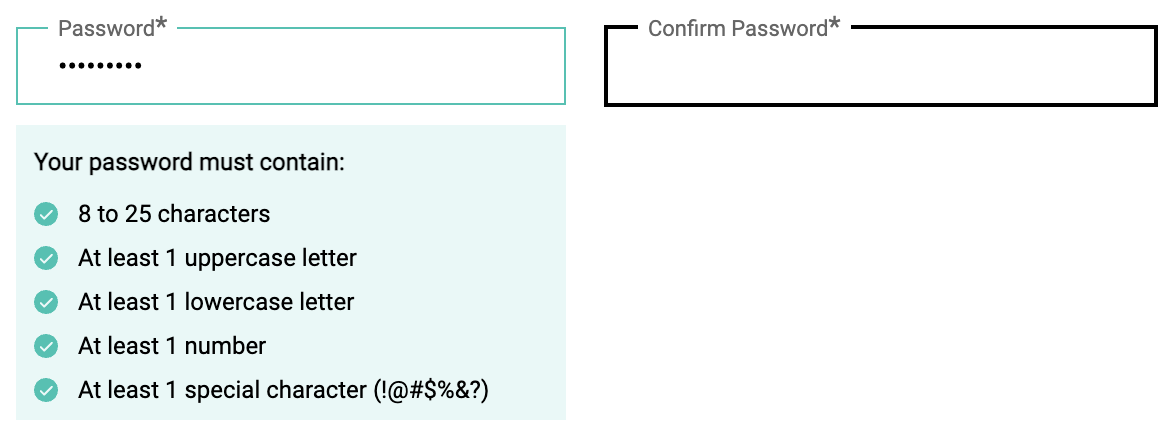 Password*
Confirm Password*
•••••••••
Your password must contain:
8 to 25 characters
At least 1 uppercase letter
At least 1 lowercase letter
At least 1 number
At least 1 special character (!@#$%&?)